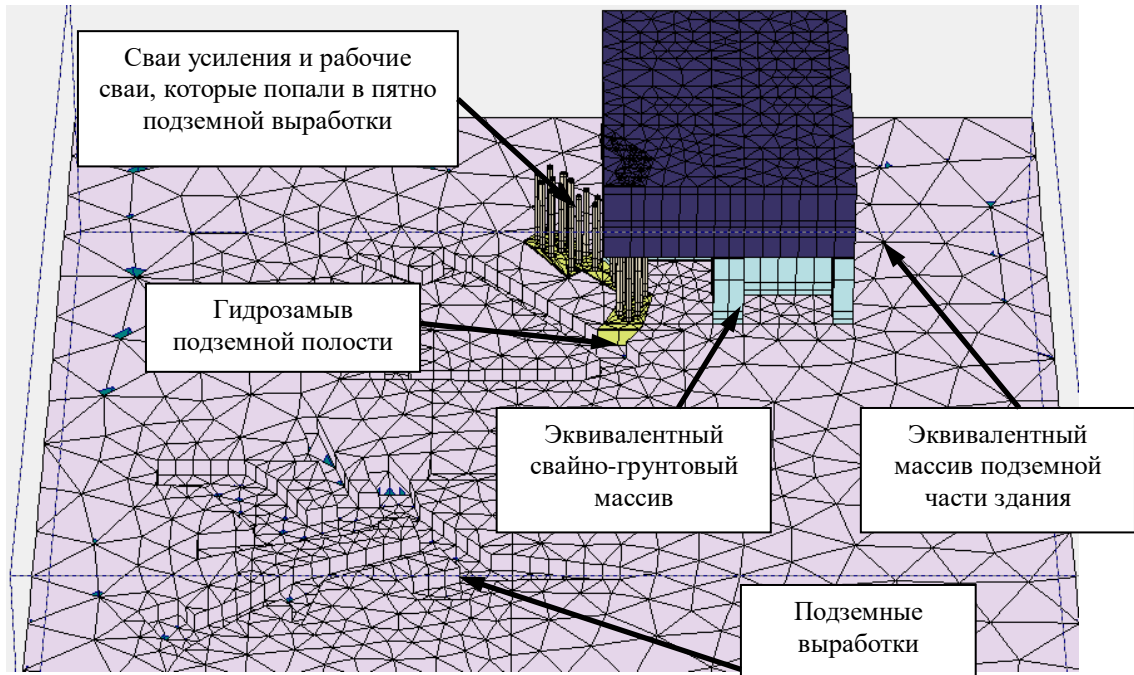 Сваи усиления и рабочие
сваи, которые попали в пятно
подземной выработки
Гидрозамыв
подземной полости
Эквивалентный
свайно-грунтовый
массив
Эквивалентный
массив подземной
части здания
Подземные
выработки